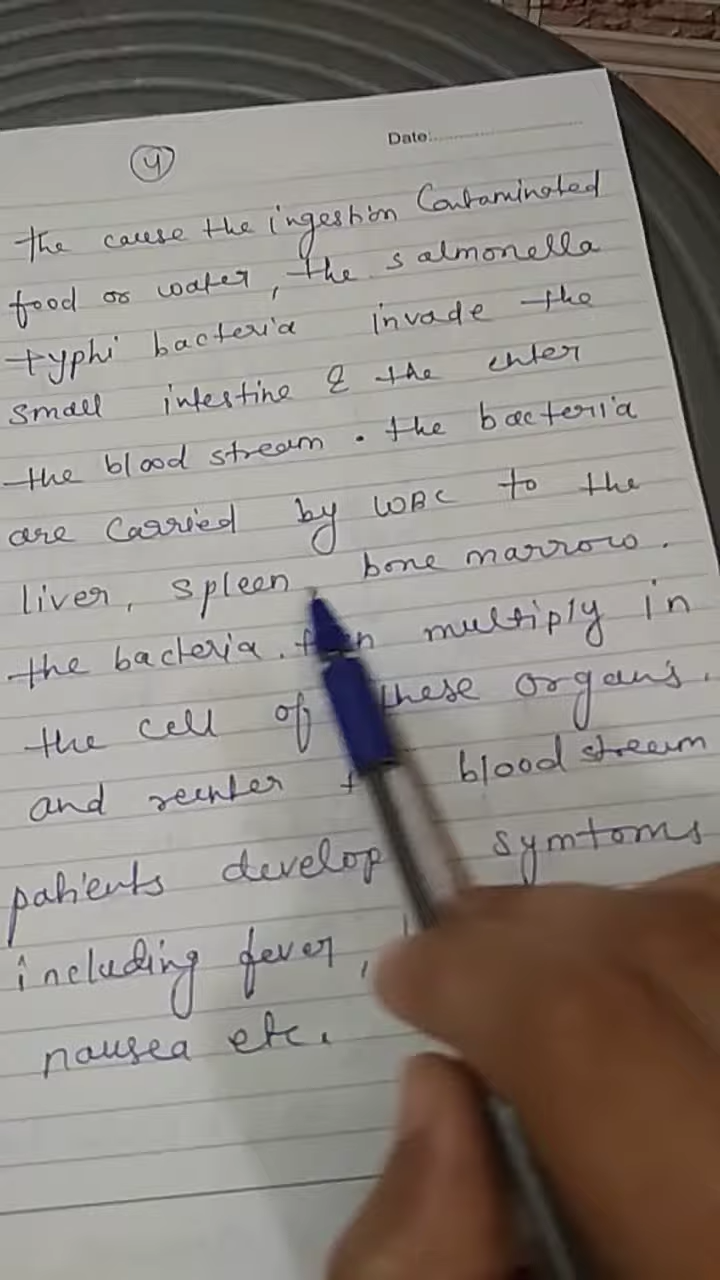 4
Date:
The cause the ingestion Contaminated
food or water, the salmonella
typhi bacteria invade the
small intestine & the enter
the blood stream. the bacteria
are carried by WBC to the
liver, spleen bone marrow.
the bacteria. multiply in
the cell of these organs.
and reenter blood stream
patients develop symtoms
including fever,
nausea etc.